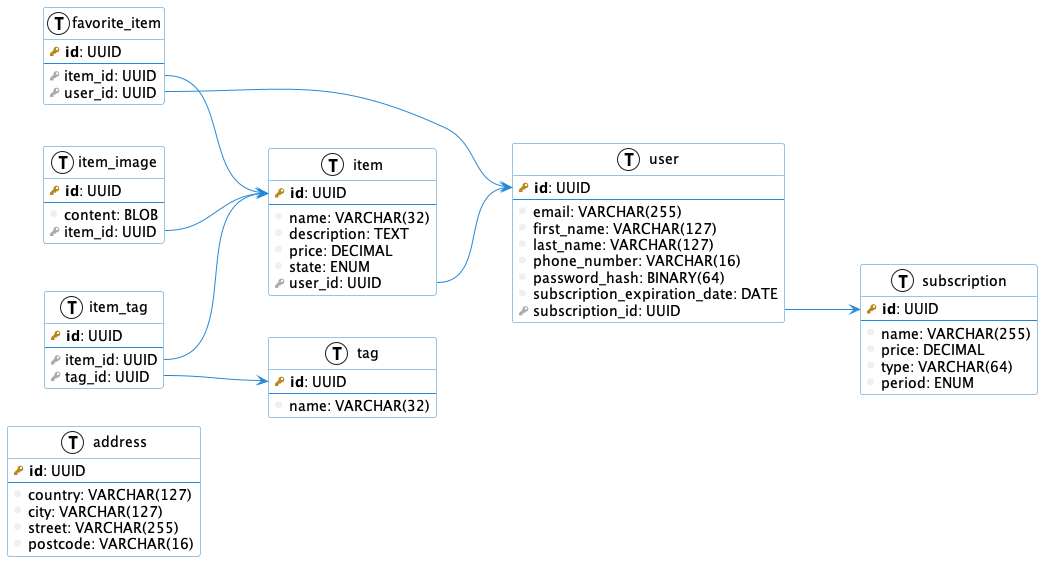 T favorite_item
id: UUID
item_id: UUID
user_id: UUID
T item_image
id: UUID
content: BLOB
item_id: UUID
T item_tag
id: UUID
item_id: UUID
tag_id: UUID
T address
id: UUID
country: VARCHAR(127)
city: VARCHAR(127)
street: VARCHAR(255)
postcode: VARCHAR(16)
T item
id: UUID
name: VARCHAR(32)
description: TEXT
price: DECIMAL
state: ENUM
user_id: UUID
T tag
id: UUID
name: VARCHAR(32)
T user
id: UUID
email: VARCHAR(255)
first_name: VARCHAR(127)
last_name: VARCHAR(127)
phone_number: VARCHAR(16)
password_hash: BINARY(64)
subscription_expiration_date: DATE
subscription_id: UUID
T subscription
id: UUID
name: VARCHAR(255)
price: DECIMAL
type: VARCHAR(64)
period: ENUM